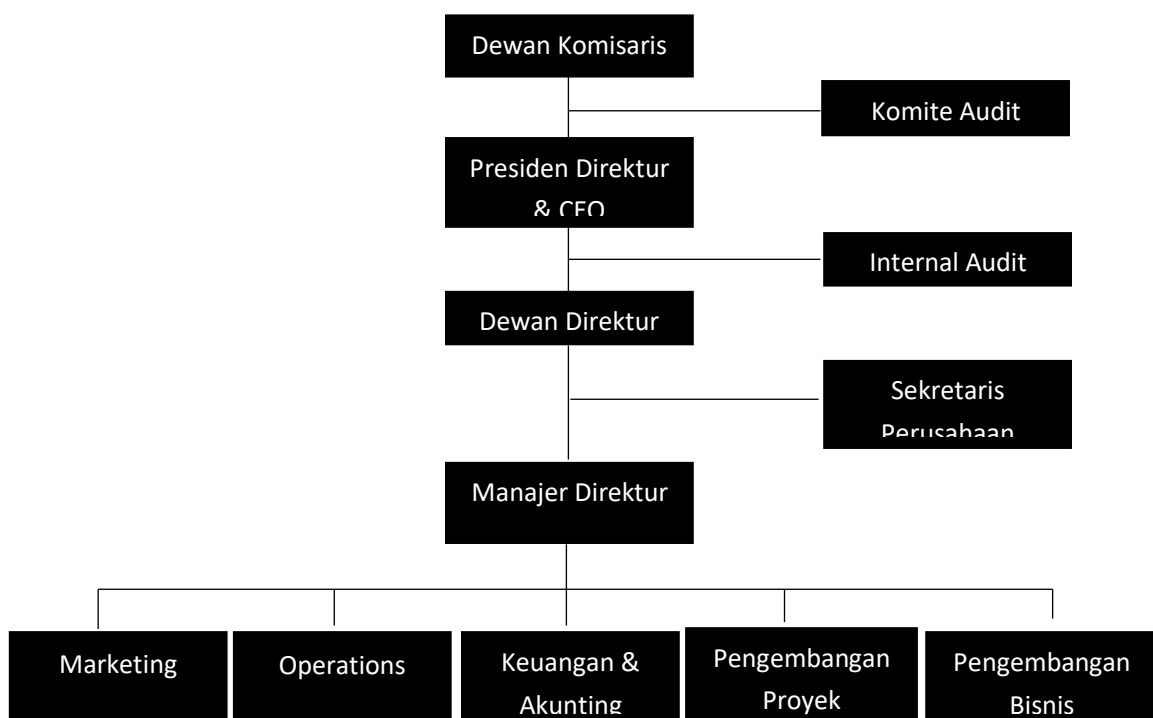 Dewan Komisaris
Komite Audit
Presiden Direktur
& CEO
Internal Audit
Dewan Direktur
Sekretaris
Perusahaan
Manajer Direktur
Marketing
Operations
Keuangan &
Akunting
Pengembangan
Proyek
Pengembangan
Bisnis